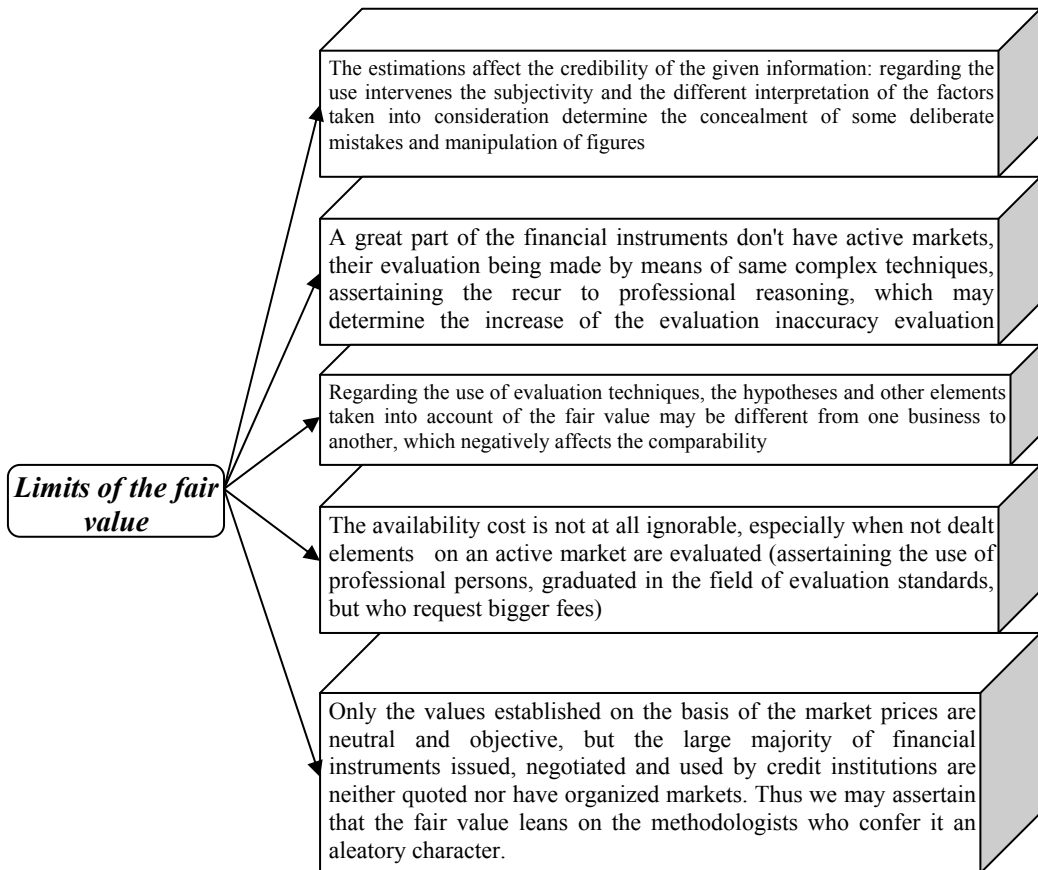 The estimations affect the credibility of the given information: regarding the
use intervenes the subjectivity and the different interpretation of the factors
taken into consideration determine the concealment of some deliberate
mistakes and manipulation of figures
A great part of the financial instruments don't have active markets,
their evaluation being made by means of same complex techniques,
assertaining the recur to professional reasoning, which may
determine the increase of the evaluation inaccuracy evaluation
Regarding the use of evaluation techniques, the hypotheses and other elements
taken into account of the fair value may be different from one business to
another, which negatively affects the comparability
Limits of the fair
value
The availability cost is not at all ignorable, especially when not dealt
elements on an active market are evaluated (assertaining the use of
professional persons, graduated in the field of evaluation standards,
but who request bigger fees)
Only the values established on the basis of the market prices are
neutral and objective, but the large majority of financial
instruments issued, negotiated and used by credit institutions are
neither quoted nor have organized markets. Thus we may assertain
that the fair value leans on the methodologists who confer it an
aleatory character.